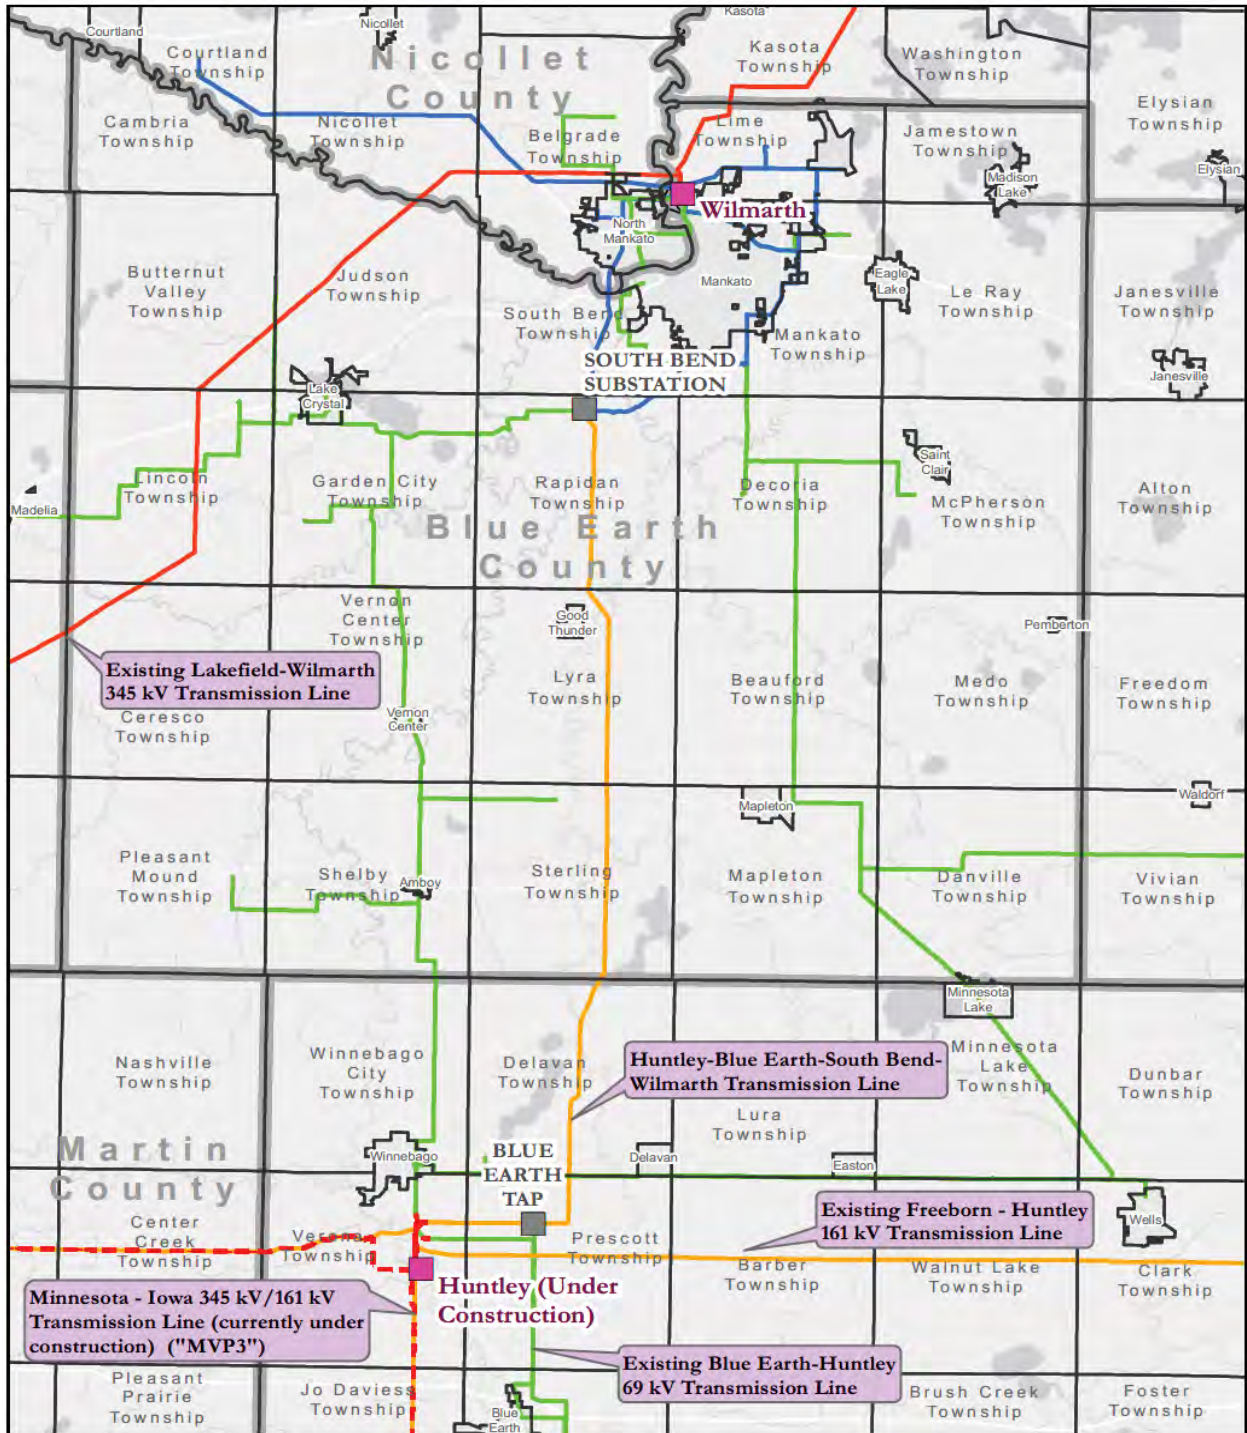 Kasota
Courtland
Nicollet
Courtland
Township
Nicollet
County
Kasota
Township
Washington
Township
Elysian
Township
Cambria
Township
Nicollet
Township
Belgrade
Township
Lime
Township
Jamestown
Township
Madison
Lake
Elysian
Wilmarth
North
Mankato
Mankato
Eagle
Lake
Butternut
Valley
Township
Judson
Township
Le Ray
Township
Janesville
Township
South Bend
Township
Mankato
Township
SOUTH BEND
SUBSTATION
Janesville
Lake
Crystal
Saint
Clair
Lincoln
Township
Garden City
Township
Rapidan
Township
Decoria
Township
McPherson
Township
Alton
Township
Madelia
Blue Earth
County
Vernon
Center
Township
Good
Thunder
Pemberton
Existing Lakefield-Wilmarth
345 kV Transmission Line
Lyra
Township
Beauford
Township
Medo
Township
Freedom
Township
Ceresco
Township
Vernon
Center
Mapleton
Waldorf
Pleasant
Mound
Township
Shelby
Township
Amboy
Sterling
Township
Mapleton
Township
Danville
Township
Vivian
Township
Minnesota
Lake
Nashville
Township
Winnebago
City
Township
Delavan
Township
Huntley-Blue Earth-South Bend-
Wilmarth Transmission Line
Minnesota
Lake
Township
Dunbar
Township
Lura
Township
Martin
County
Winnebago
BLUE
EARTH
TAP
Delavan
Easton
Existing Freeborn - Huntley
161 kV Transmission Line
Wells
Center
Creek
Township
Verona
Township
Prescott
Township
Barber
Township
Walnut Lake
Township
Clark
Township
Huntley (Under
Construction)
Minnesota - Iowa 345 kV/161 kV
Transmission Line (currently under
construction) ("MVP3")
Existing Blue Earth-Huntley
69 kV Transmission Line
Pleasant
Prairie
Township
Jo Daviess
Township
Blue
Earth
Brush Creek
Township
Foster
Township